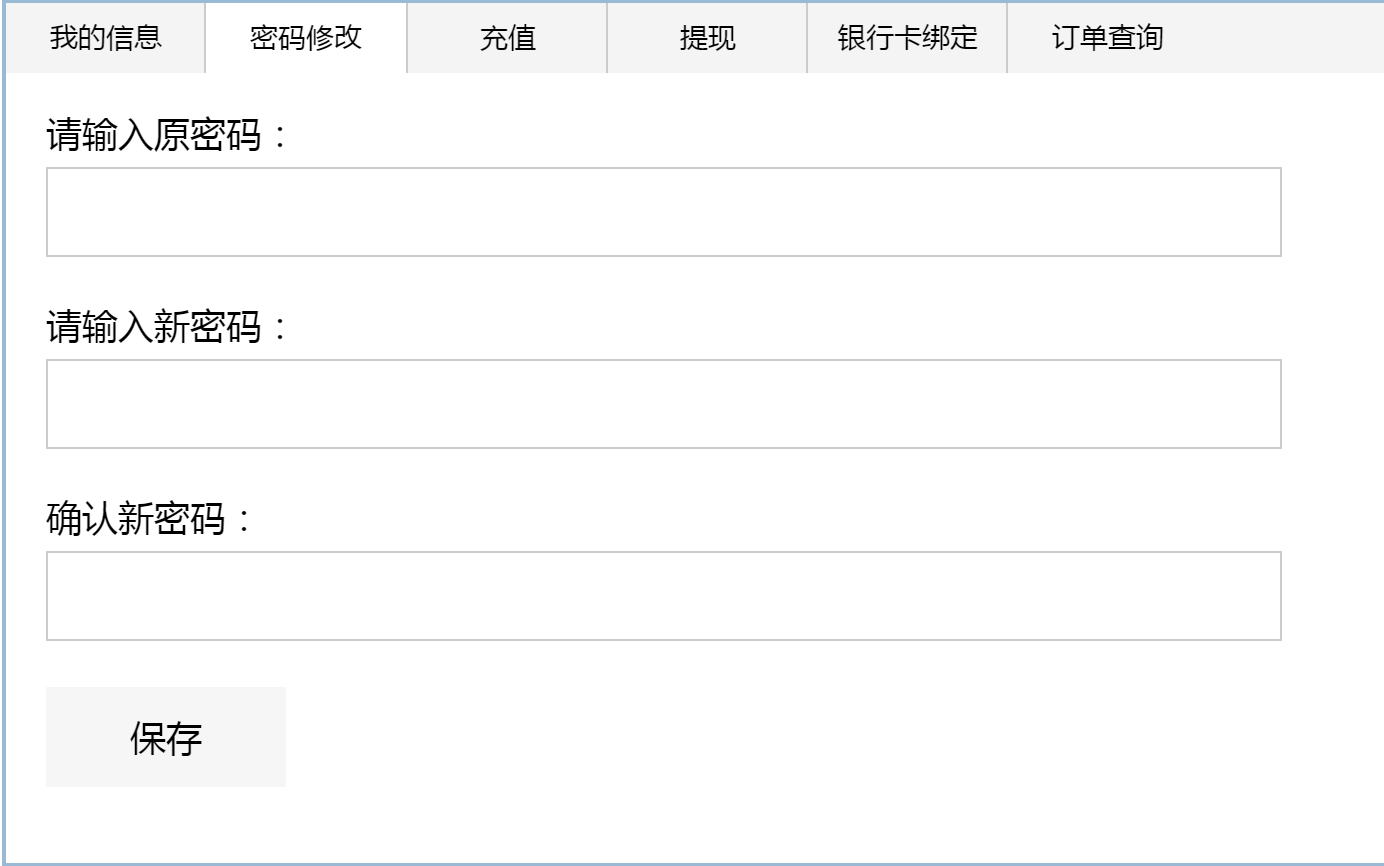 我的信息 密码修改 充值 提现 银行卡绑定 订单查询
请输入原密码：
请输入新密码：
确认新密码：
保存